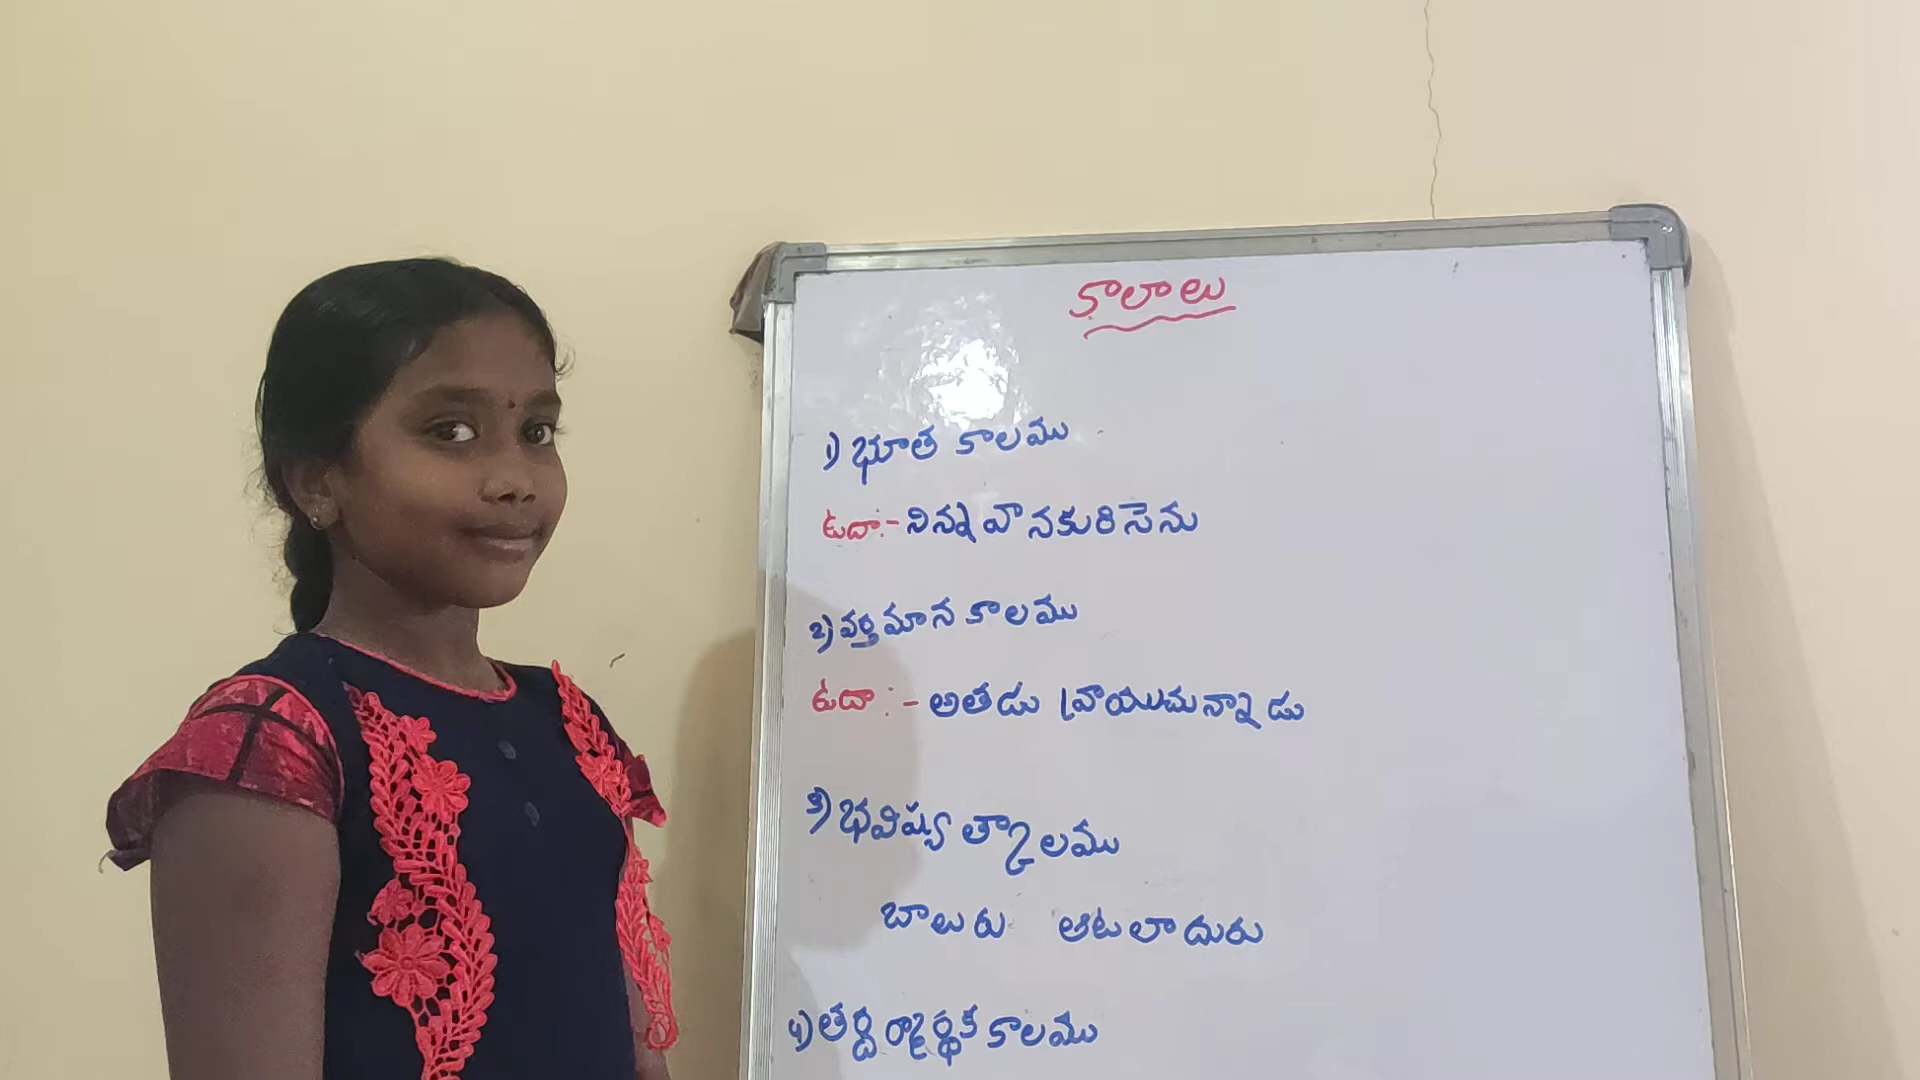 కాలాలు
1) భూత కాలము
ఉదా:- నిన్న వాన కురిసెను
2) వర్తమాన కాలము
ఉదా:- అతడు వ్రాయుచున్నాడు
3) భవిష్యత్కాలము
బాలురు ఆటలాదురు
4) తద్ధర్మార్థక కాలము